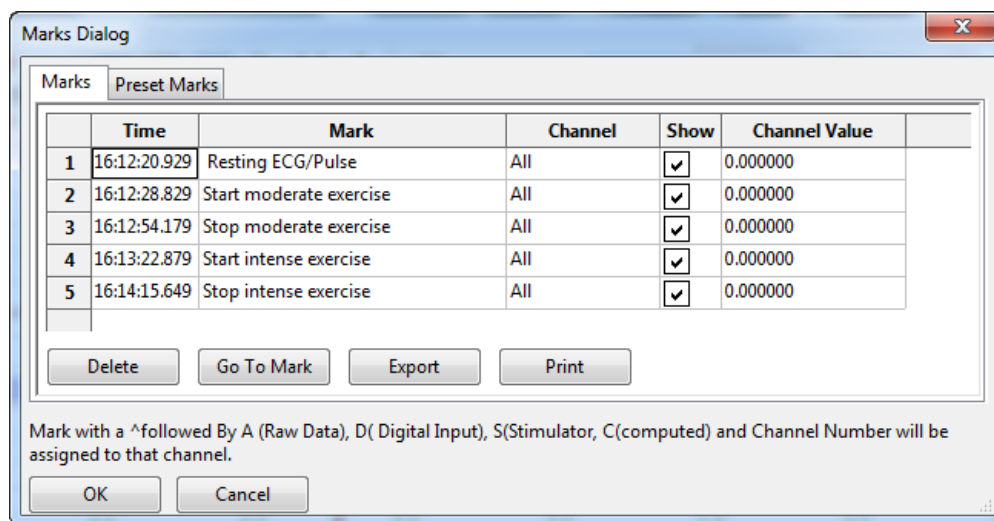 Marks Dialog
Marks Preset Marks
Time Mark Channel Show Channel Value
1 16:12:20.929 Resting ECG/Pulse All 0.000000
2 16:12:28.829 Start moderate exercise All 0.000000
3 16:12:54.179 Stop moderate exercise All 0.000000
4 16:13:22.879 Start intense exercise All 0.000000
5 16:14:15.649 Stop intense exercise All 0.000000
Delete Go To Mark Export Print
Mark with a ^followed By A (Raw Data), D( Digital Input), S(Stimulator, C(computed) and Channel Number will be
assigned to that channel.
OK Cancel